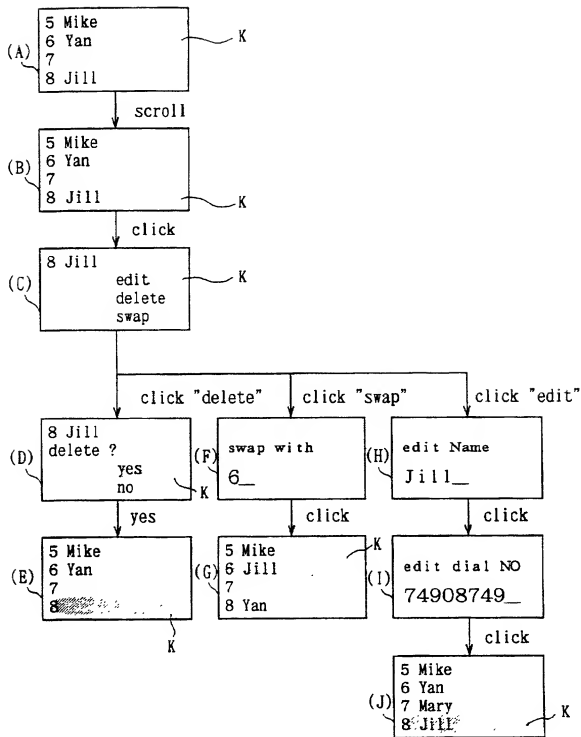 5 Mike
6 Yan
7
8 Jill
(A)
K
scroll
5 Mike
6 Yan
7
8 Jill
(B)
K
click
8 Jill
edit
delete
swap
(C)
K
click "delete"
click "swap"
click "edit"
8 Jill
delete ?
yes
no
(D)
K
swap with
6_
(F)
edit Name
Jill_
(H)
yes
click
click
5 Mike
6 Yan
7
8
(E)
K
5 Mike
6 Jill
7
8 Yan
(G)
K
edit dial NO
74908749_
(I)
click
5 Mike
6 Yan
7 Mary
8 Jill
(J)
K